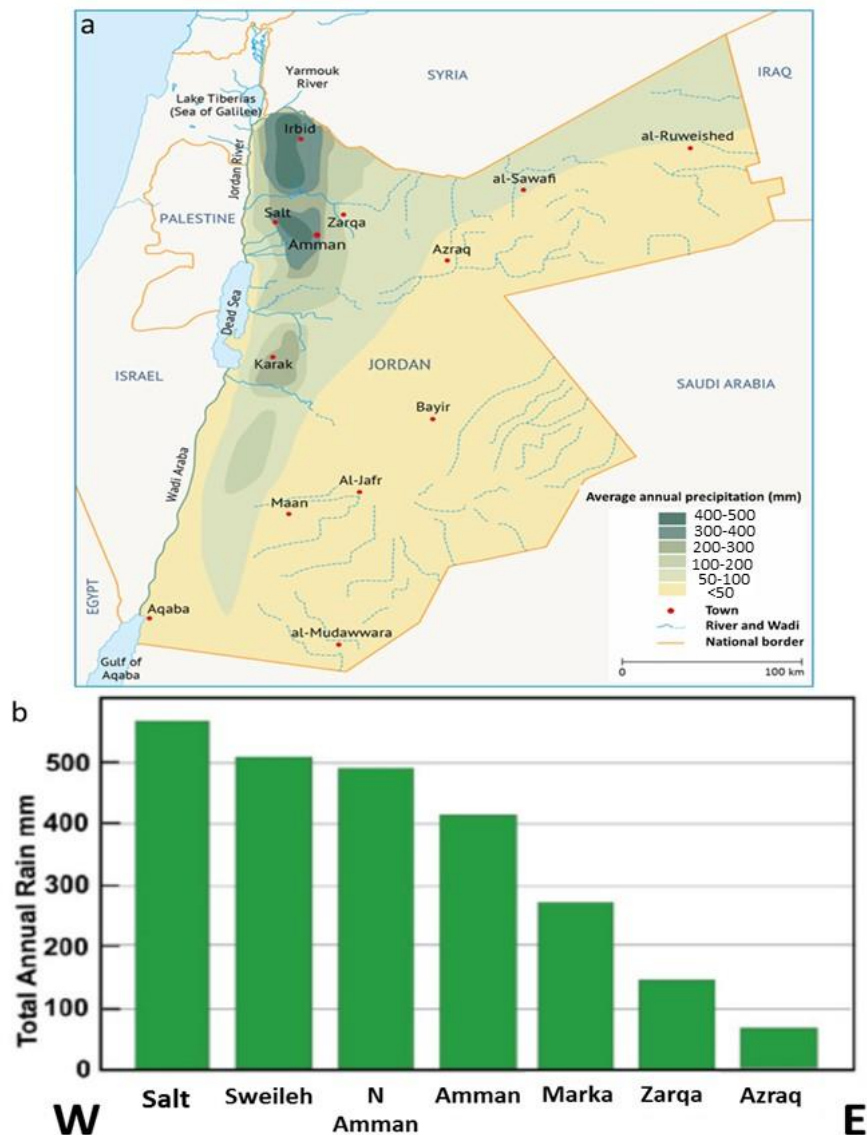 a
Yarmouk
River
SYRIA
IRAQ
Lake Tiberias
(Sea of Galilee)
Irbid
al-Ruweished
Jordan River
al-Sawafi
PALESTINE
Salt
Zarqa
Amman
Azraq
Dead Sea
Karak
JORDAN
ISRAEL
SAUDI ARABIA
Bayir
Wadi Araba
Al-Jafr
Maan
Average annual precipitation (mm)
400-500
300-400
200-300
100-200
50-100
<50
Town
River and Wadi
National border
0 100 km
EGYPT
Aqaba
al-Mudawwara
Gulf of
Aqaba
b
Total Annual Rain mm
500
400
300
200
100
0
Salt Sweileh N Amman Marka Zarqa Azraq
Amman
W E